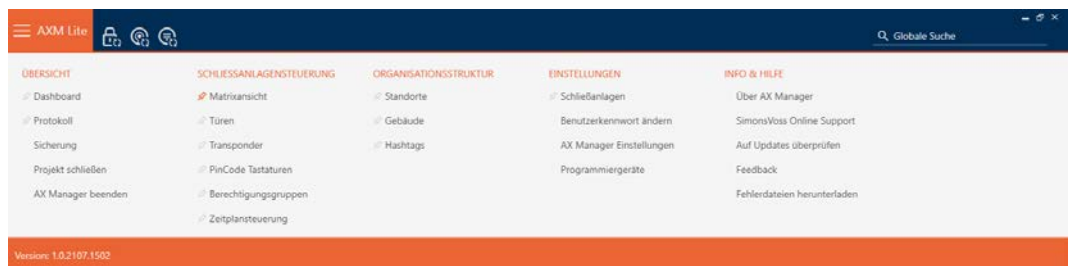 AXM Lite
Globale Suche
ÜBERSICHT
Dashboard
Protokoll
Sicherung
Projekt schließen
AX Manager beenden
SCHLIESSANLAGENSTEUERUNG
Matrixansicht
Türen
Transponder
PinCode Tastaturen
Berechtigungsgruppen
Zeitplansteuerung
ORGANISATIONSSTRUKTUR
Standorte
Gebäude
Hashtags
EINSTELLUNGEN
Schließanlagen
Benutzerkennwort ändern
AX Manager Einstellungen
Programmiergeräte
INFO & HILFE
Über AX Manager
SimonsVoss Online Support
Auf Updates überprüfen
Feedback
Fehlerdateien herunterladen
Version: 1.0.2107.1502